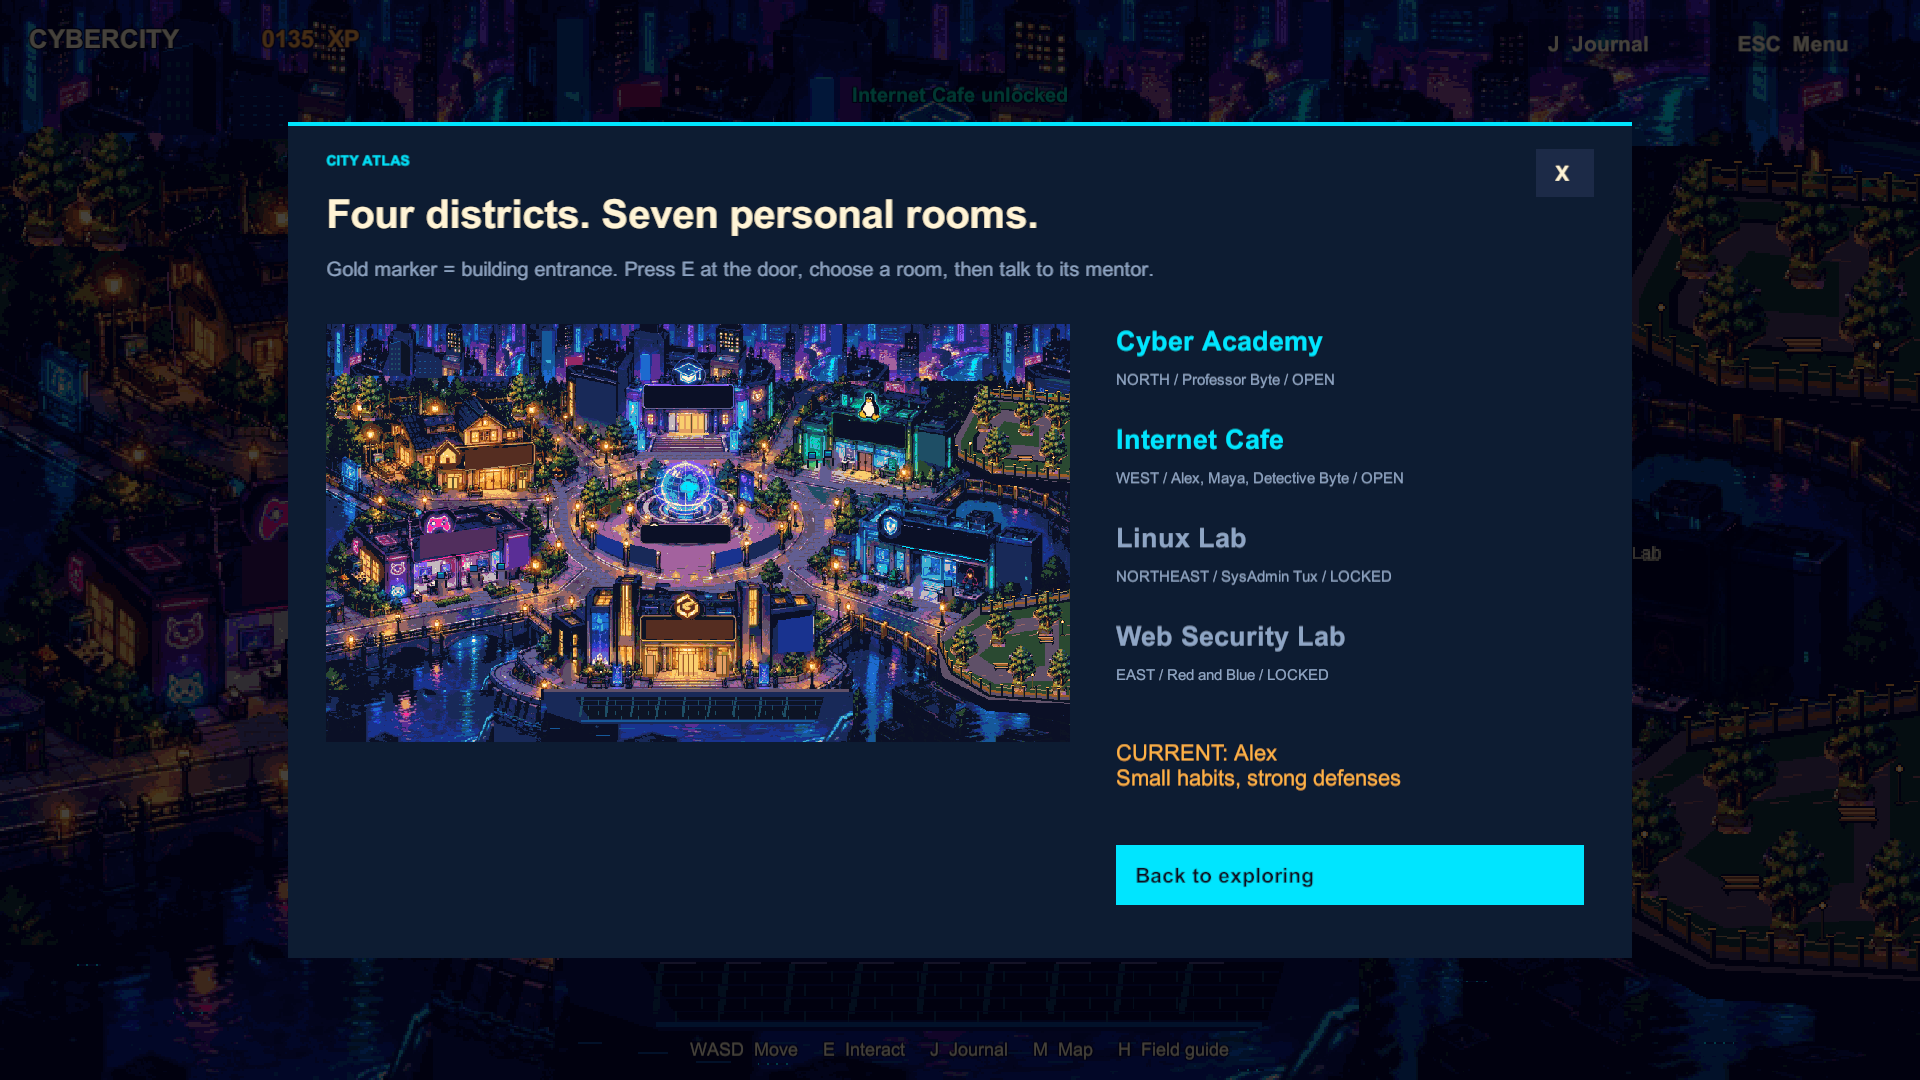 CYBERCITY
0135 XP
J Journal
ESC Menu
Internet Cafe unlocked
CITY ATLAS
X
Four districts. Seven personal rooms.
Gold marker = building entrance. Press E at the door, choose a room, then talk to its mentor.
Cyber Academy
NORTH / Professor Byte / OPEN
Internet Cafe
WEST / Alex, Maya, Detective Byte / OPEN
Linux Lab
NORTHEAST / SysAdmin Tux / LOCKED
Lab
Web Security Lab
EAST / Red and Blue / LOCKED
CURRENT: Alex
Small habits, strong defenses
Back to exploring
WASD Move E Interact J Journal M Map H Field guide